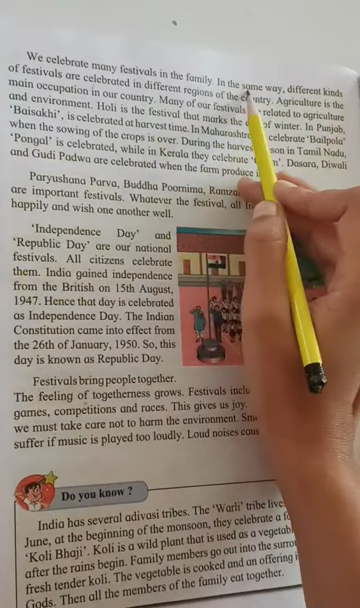 We celebrate many festivals in the family. In the same way, different kinds
of festivals are celebrated in different regions of the country. Agriculture is the
main occupation in our country. Many of our festivals related to agriculture
and environment. Holi is the festival that marks the of winter. In Punjab,
‘Baisakhi’, is celebrated at harvest time. In Maharashtra celebrate ‘Bailpola’
when the sowing of the crops is over. During the harvest in Tamil Nadu,
‘Pongal’ is celebrated, while in Kerala they celebrate Dasara, Diwali
and Gudi Padwa are celebrated when the farm produce
Paryushana Parva, Buddha Poornima,
are important festivals. Whatever the festival, all
happily and wish one another well.
‘Independence Day’ and
‘Republic Day’ are our national
festivals. All citizens celebrate
them. India gained independence
from the British on 15th August,
1947. Hence that day is celebrated
as Independence Day. The Indian
Constitution came into effect from
the 26th of January, 1950. So, this
day is known as Republic Day.
Festivals bring people together.
The feeling of togetherness grows. Festivals
games, competitions and races. This gives us joy.
we must take care not to harm the environment.
suffer if music is played too loudly. Loud noises
Do you know ?
India has several adivasi tribes. The ‘Warli’ tribe
June, at the beginning of the monsoon, they celebrate a
‘Koli Bhaji’. Koli is a wild plant that is used as a
after the rains begin. Family members go out into the
fresh tender koli. The vegetable is cooked and an offering
Gods. Then all the members of the family eat together.